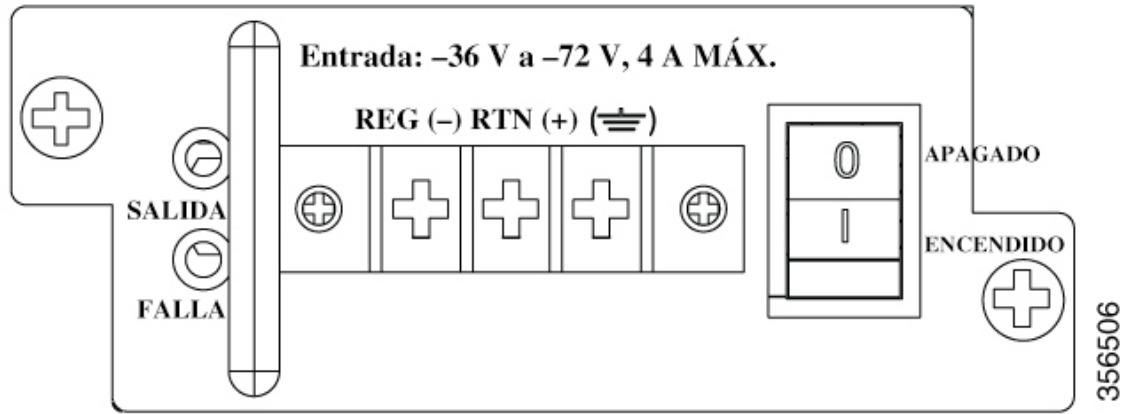 Entrada: –36 V a –72 V, 4 A MÁX.
REG (–) RTN (+) (⏚)
0
APAGADO
SALIDA
I
ENCENDIDO
FALLA
356506